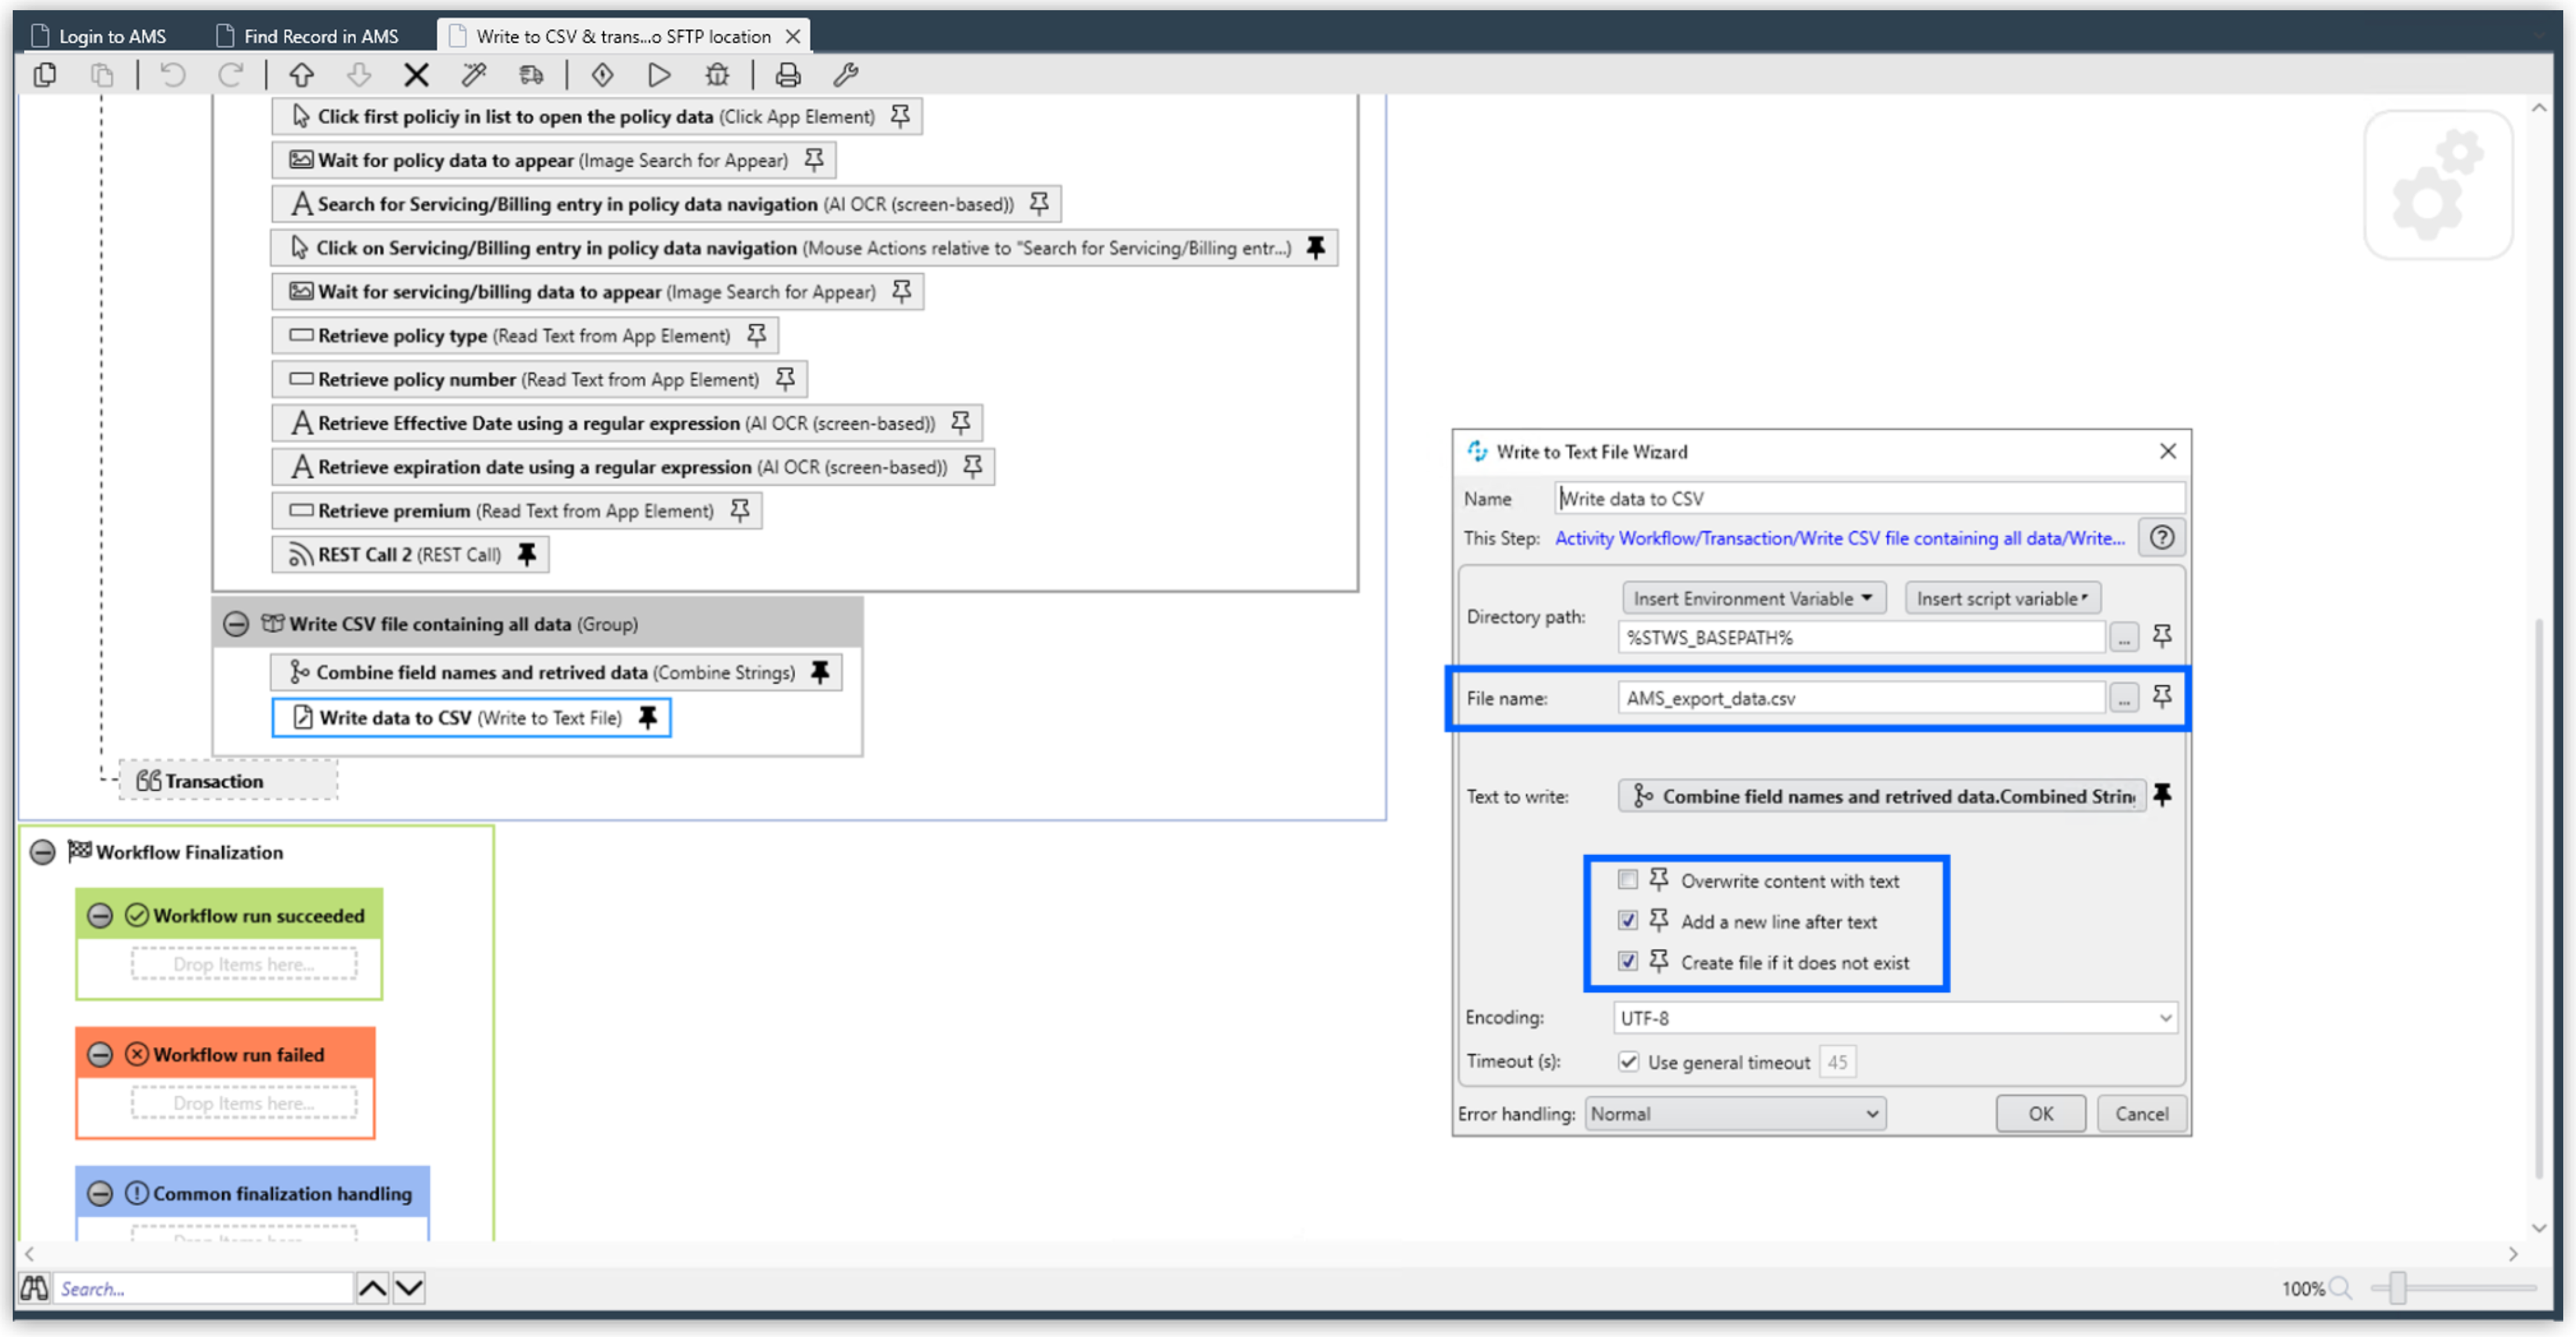 Login to AMS
Find Record in AMS
Write to CSV & trans...o SFTP location
Click first policiy in list to open the policy data (Click App Element)
Wait for policy data to appear (Image Search for Appear)
Search for Servicing/Billing entry in policy data navigation (AI OCR (screen-based))
Click on Servicing/Billing entry in policy data navigation (Mouse Actions relative to "Search for Servicing/Billing entr...)
Wait for servicing/billing data to appear (Image Search for Appear)
Retrieve policy type (Read Text from App Element)
Retrieve policy number (Read Text from App Element)
Retrieve Effective Date using a regular expression (AI OCR (screen-based))
Retrieve expiration date using a regular expression (AI OCR (screen-based))
Retrieve premium (Read Text from App Element)
REST Call 2 (REST Call)
Write CSV file containing all data (Group)
Combine field names and retrived data (Combine Strings)
Write data to CSV (Write to Text File)
Transaction
Workflow Finalization
Workflow run succeeded
Drop Items here...
Workflow run failed
Drop Items here...
Common finalization handling
Drop Items here...
Search...
100%
Write to Text File Wizard
Name
Write data to CSV
This Step: Activity Workflow/Transaction/Write CSV file containing all data/Write...
Directory path:
Insert Environment Variable
Insert script variable
%STWS_BASEPATH%
...
File name:
AMS_export_data.csv
...
Text to write:
Combine field names and retrived data.Combined String
Overwrite content with text
Add a new line after text
Create file if it does not exist
Encoding:
UTF-8
Timeout (s):
Use general timeout
45
Error handling:
Normal
OK
Cancel